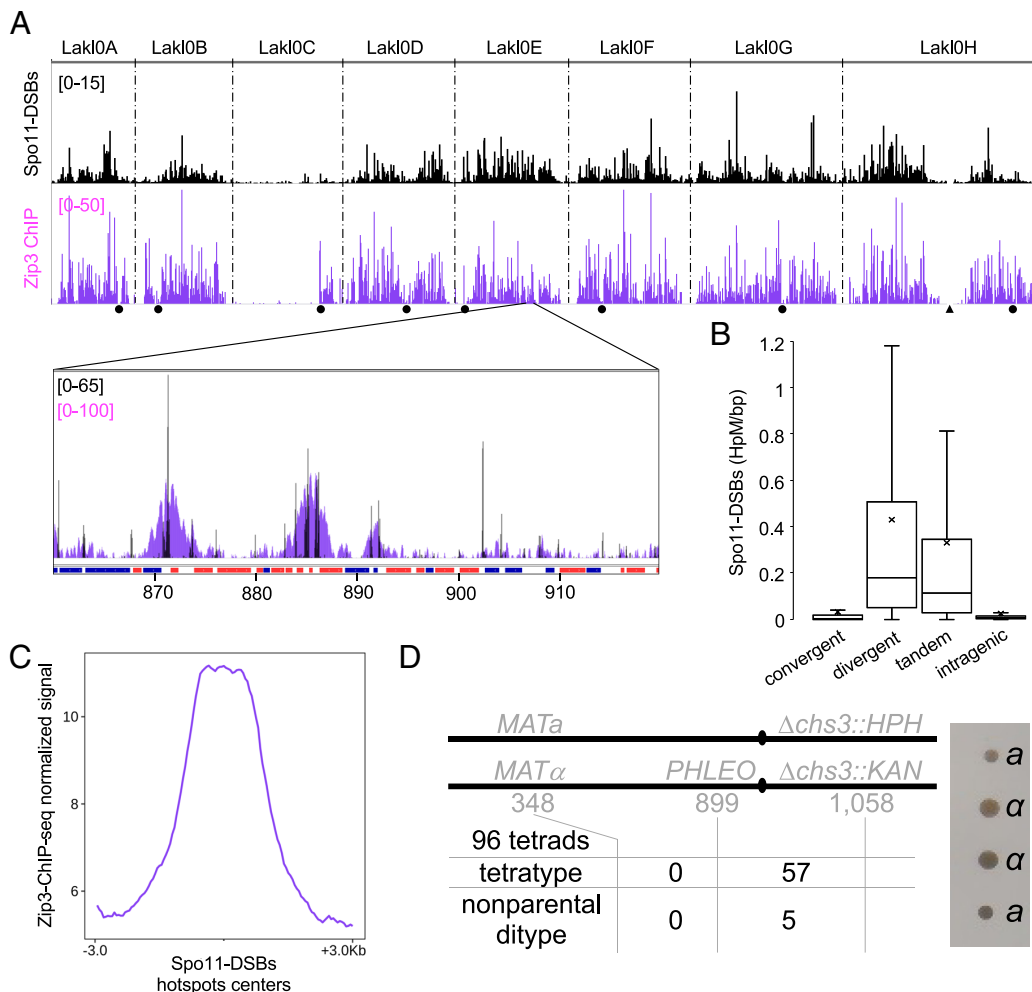 A
Lakl0A Lakl0B Lakl0C Lakl0D Lakl0E Lakl0F Lakl0G Lakl0H
Spo11-DSBs
[0-15]
Zip3 ChIP
[0-50]
[0-65]
[0-100]
870 880 890 900 910
B
Spo11-DSBs (HpM/bp)
1.2
1
0.8
0.6
0.4
0.2
0
convergent divergent tandem intragenic
C
Zip3-ChIP-seq normalized signal
10
8
6
-3.0 +3.0Kb
Spo11-DSBs
hotspots centers
D
MATa Δchs3::HPH
MATα PHLEO Δchs3::KAN
348 899 1,058
96 tetrads
tetratype 0 57
nonparental
ditype 0 5
a
α
α
a